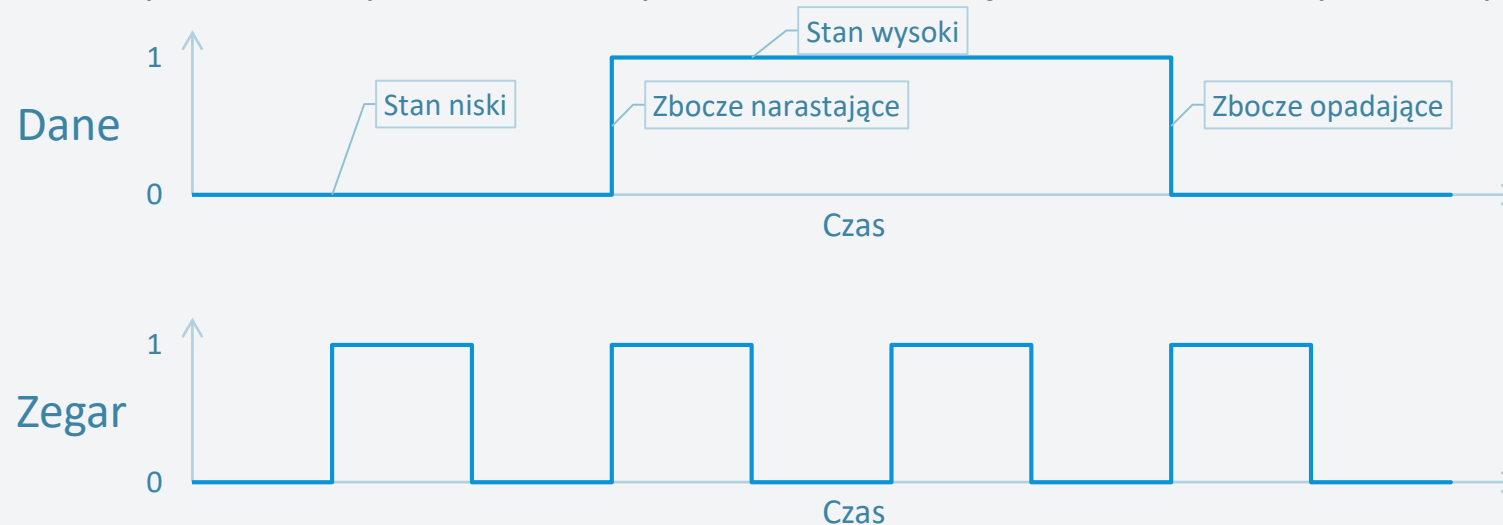 Stan wysoki
1
Stan niski
Zbocze narastające
Zbocze opadające
Dane
0
Czas
1
Zegar
0
Czas